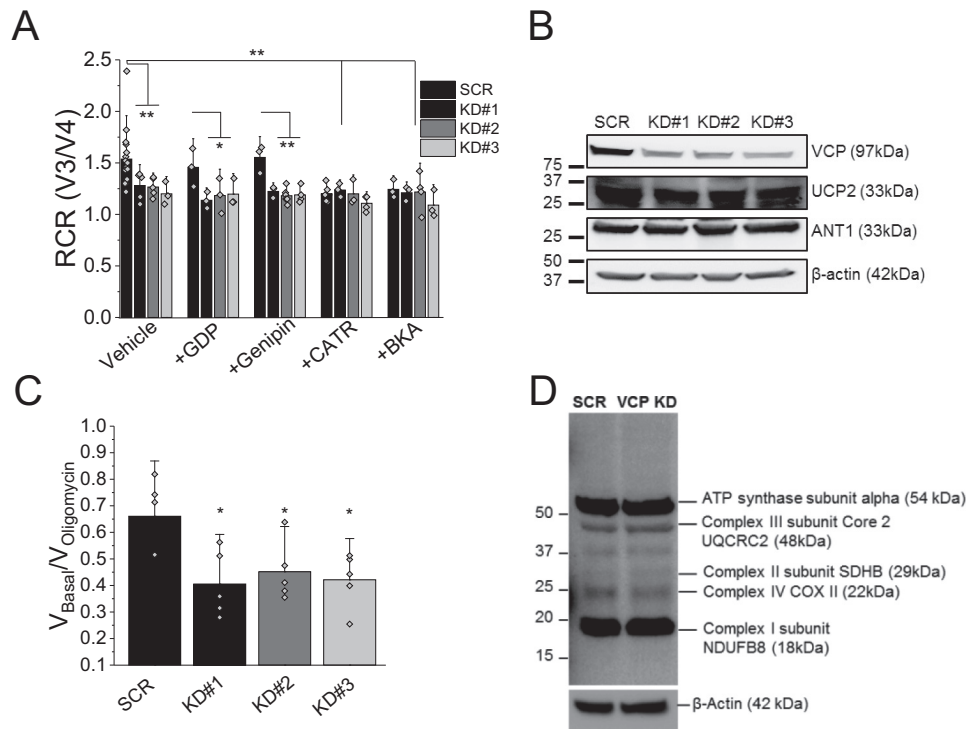 A
RCR (V3/V4)
2.5
2.0
1.5
1.0
0.5
0.0
**
**
*
**
SCR
KD#1
KD#2
KD#3
Vehicle
+GDP
+Genipin
+CATR
+BKA
B
SCR KD#1 KD#2 KD#3
75
37
25
25
50
37
VCP (97kDa)
UCP2 (33kDa)
ANT1 (33kDa)
β-actin (42kDa)
C
VBasal/VOligomycin
1.0
0.9
0.8
0.7
0.6
0.5
0.4
0.3
0.2
0.1
* * *
SCR
KD#1
KD#2
KD#3
D
SCR VCP KD
50
37
25
20
15
ATP synthase subunit alpha (54 kDa)
Complex III subunit Core 2
UQCRC2 (48kDa)
Complex II subunit SDHB (29kDa)
Complex IV COX II (22kDa)
Complex I subunit
NDUFB8 (18kDa)
β-Actin (42 kDa)